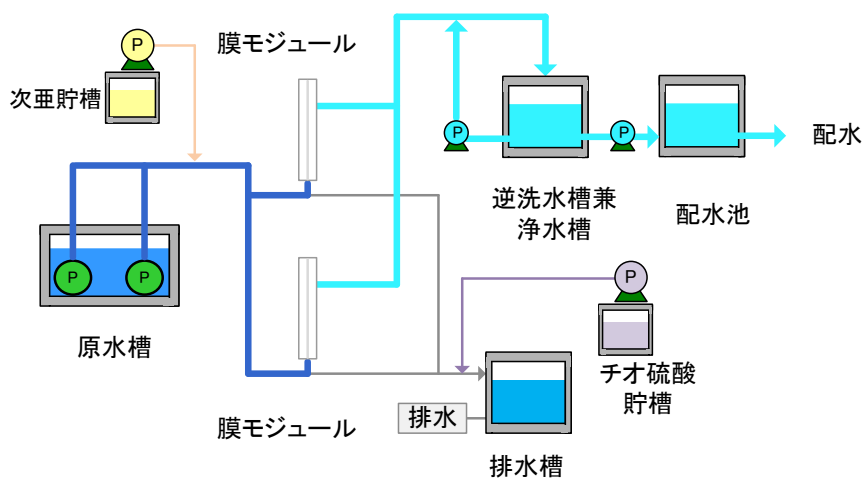 P
膜モジュール
次亜貯槽
P
P
配水
逆洗水槽兼
浄水槽
配水池
P
P
P
原水槽
チオ硫酸
貯槽
排水
膜モジュール
排水槽